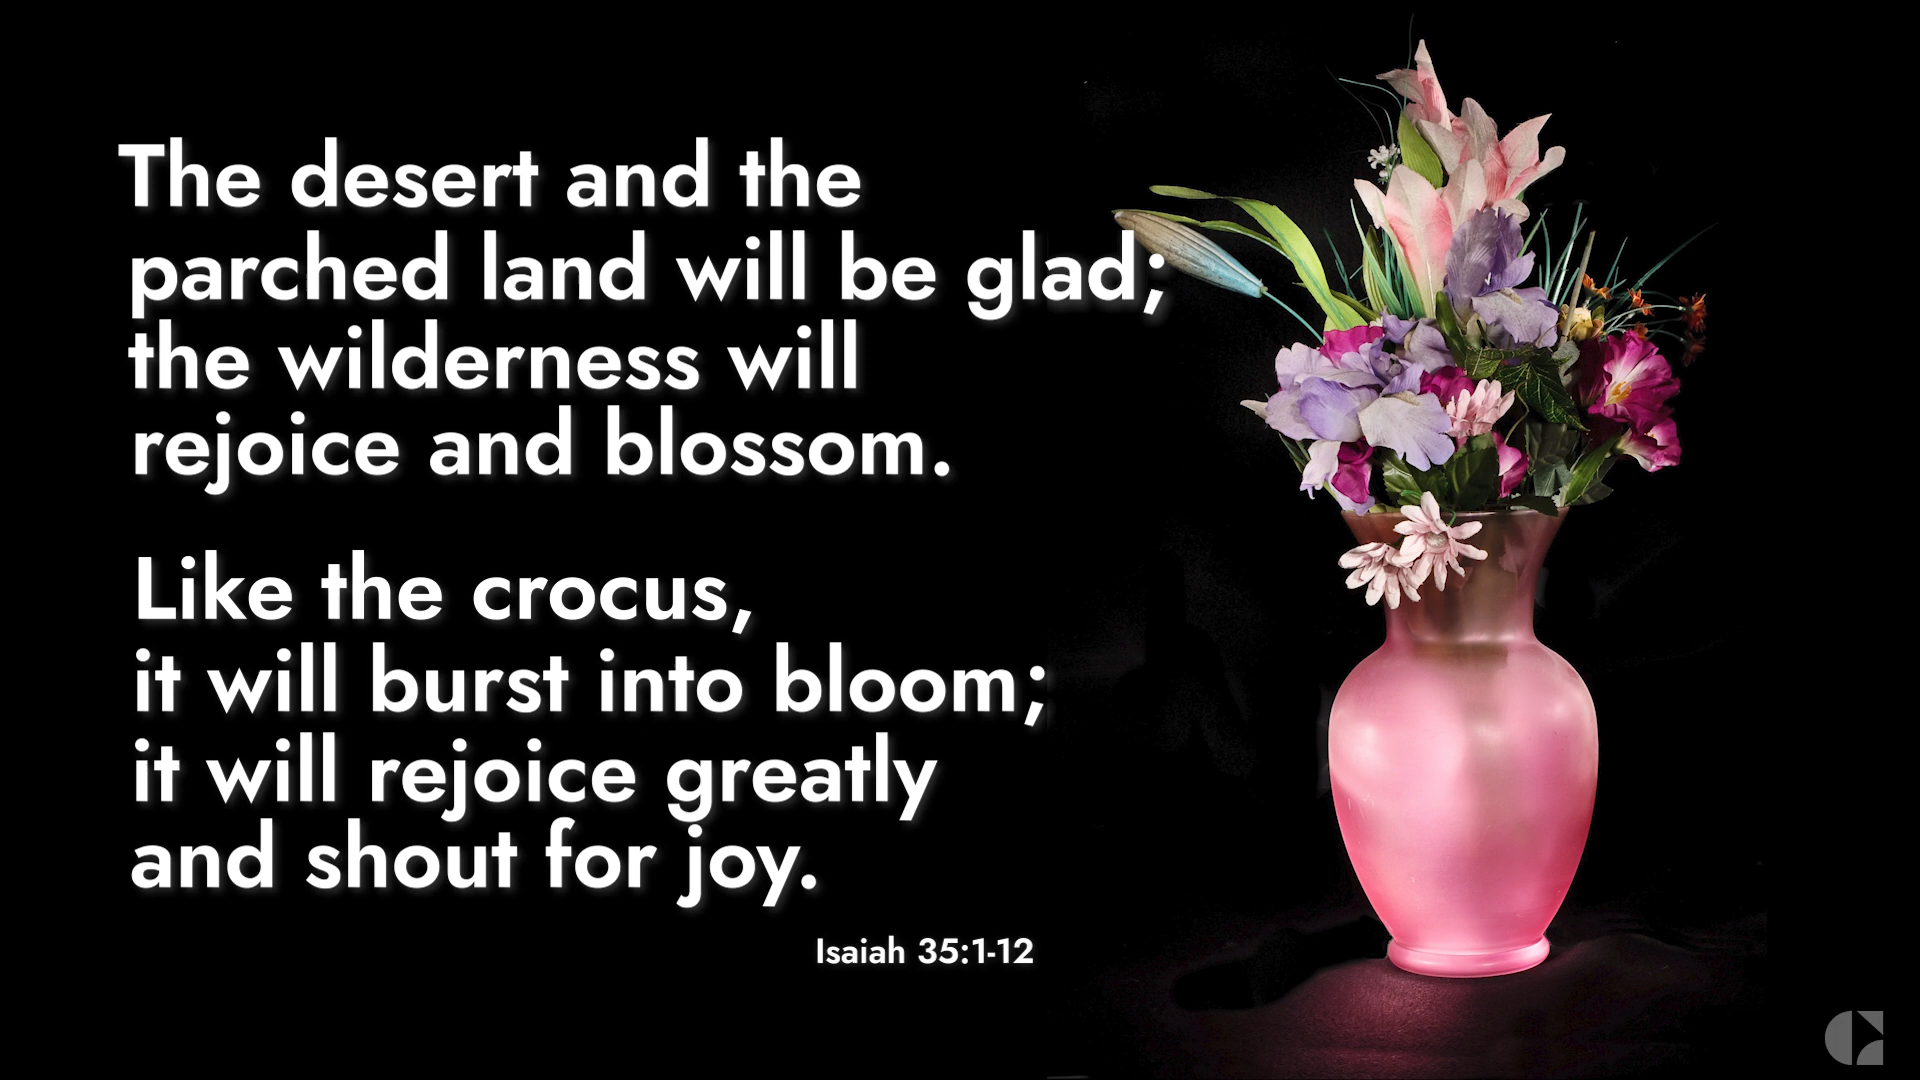 The desert and the
parched land will be glad;
the wilderness will
rejoice and blossom.
Like the crocus,
it will burst into bloom;
it will rejoice greatly
and shout for joy.
Isaiah 35:1-12